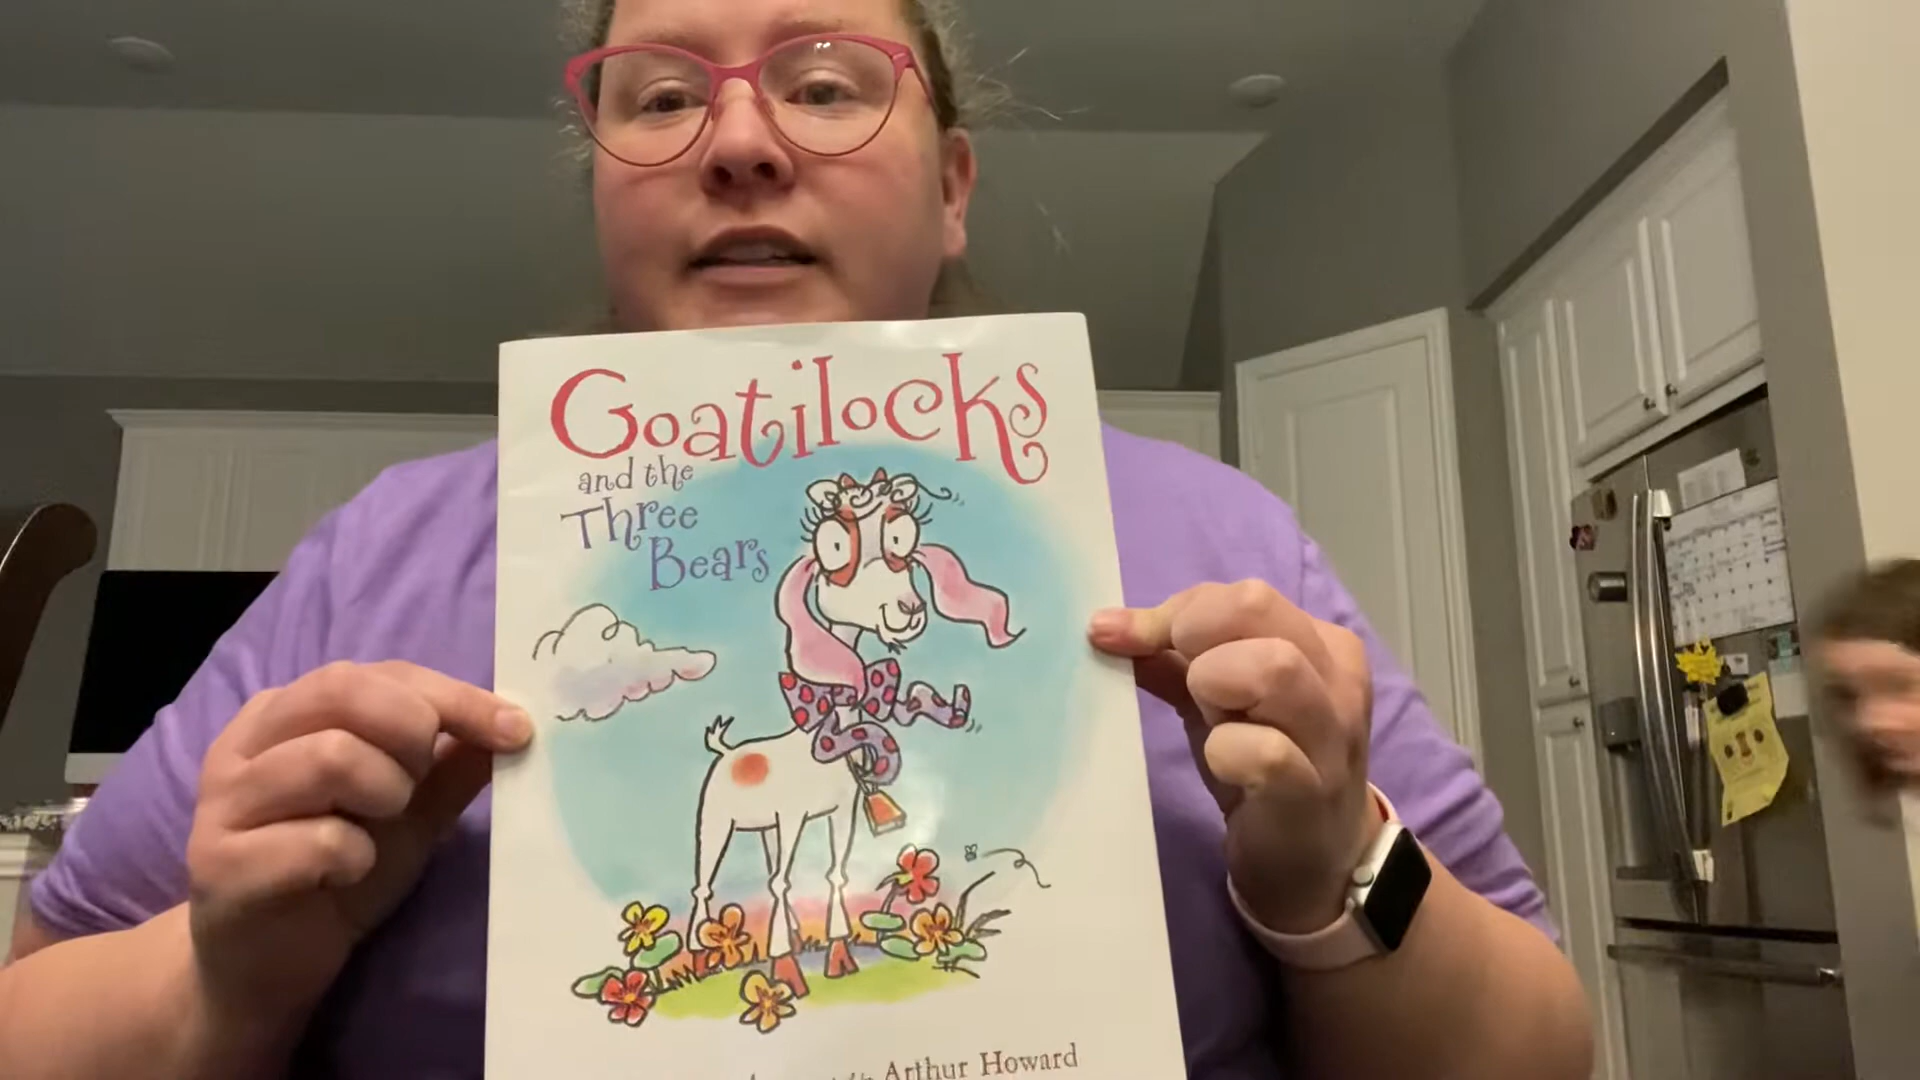 Goatilocks
and the
Three
Bears
Arthur Howard